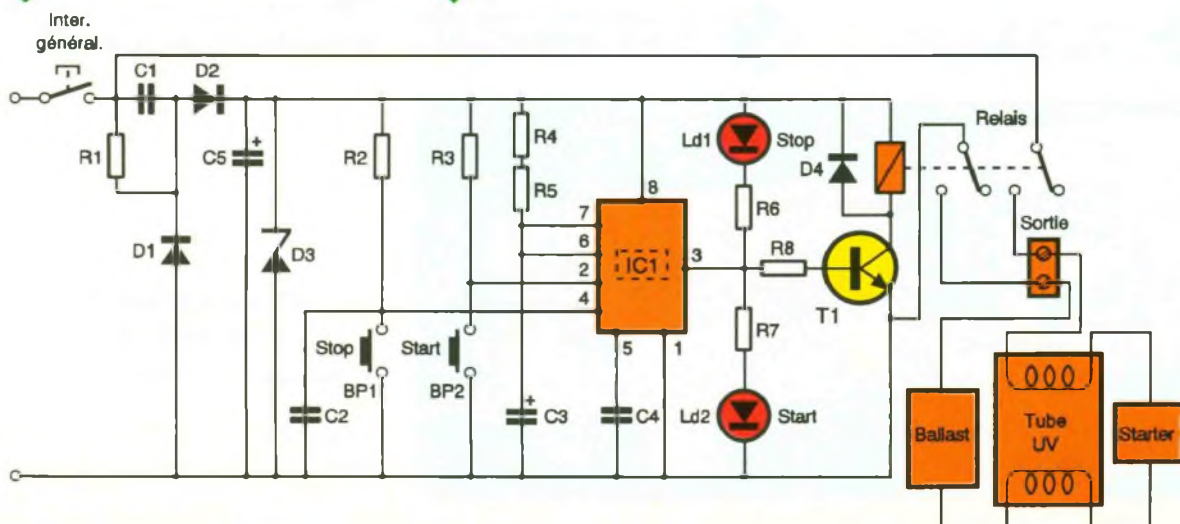 Inter.
général.
C1
D2
R1
C5
+
R2
R3
R4
R5
Ld1
Stop
D4
Relais
8
7
6
2
4
IC1
3
R6
R8
Sortie
D1
D3
T1
R7
Stop
BP1
Start
BP2
5
1
C2
+
C3
C4
Ld2
Start
Ballast
Tube
UV
Starter